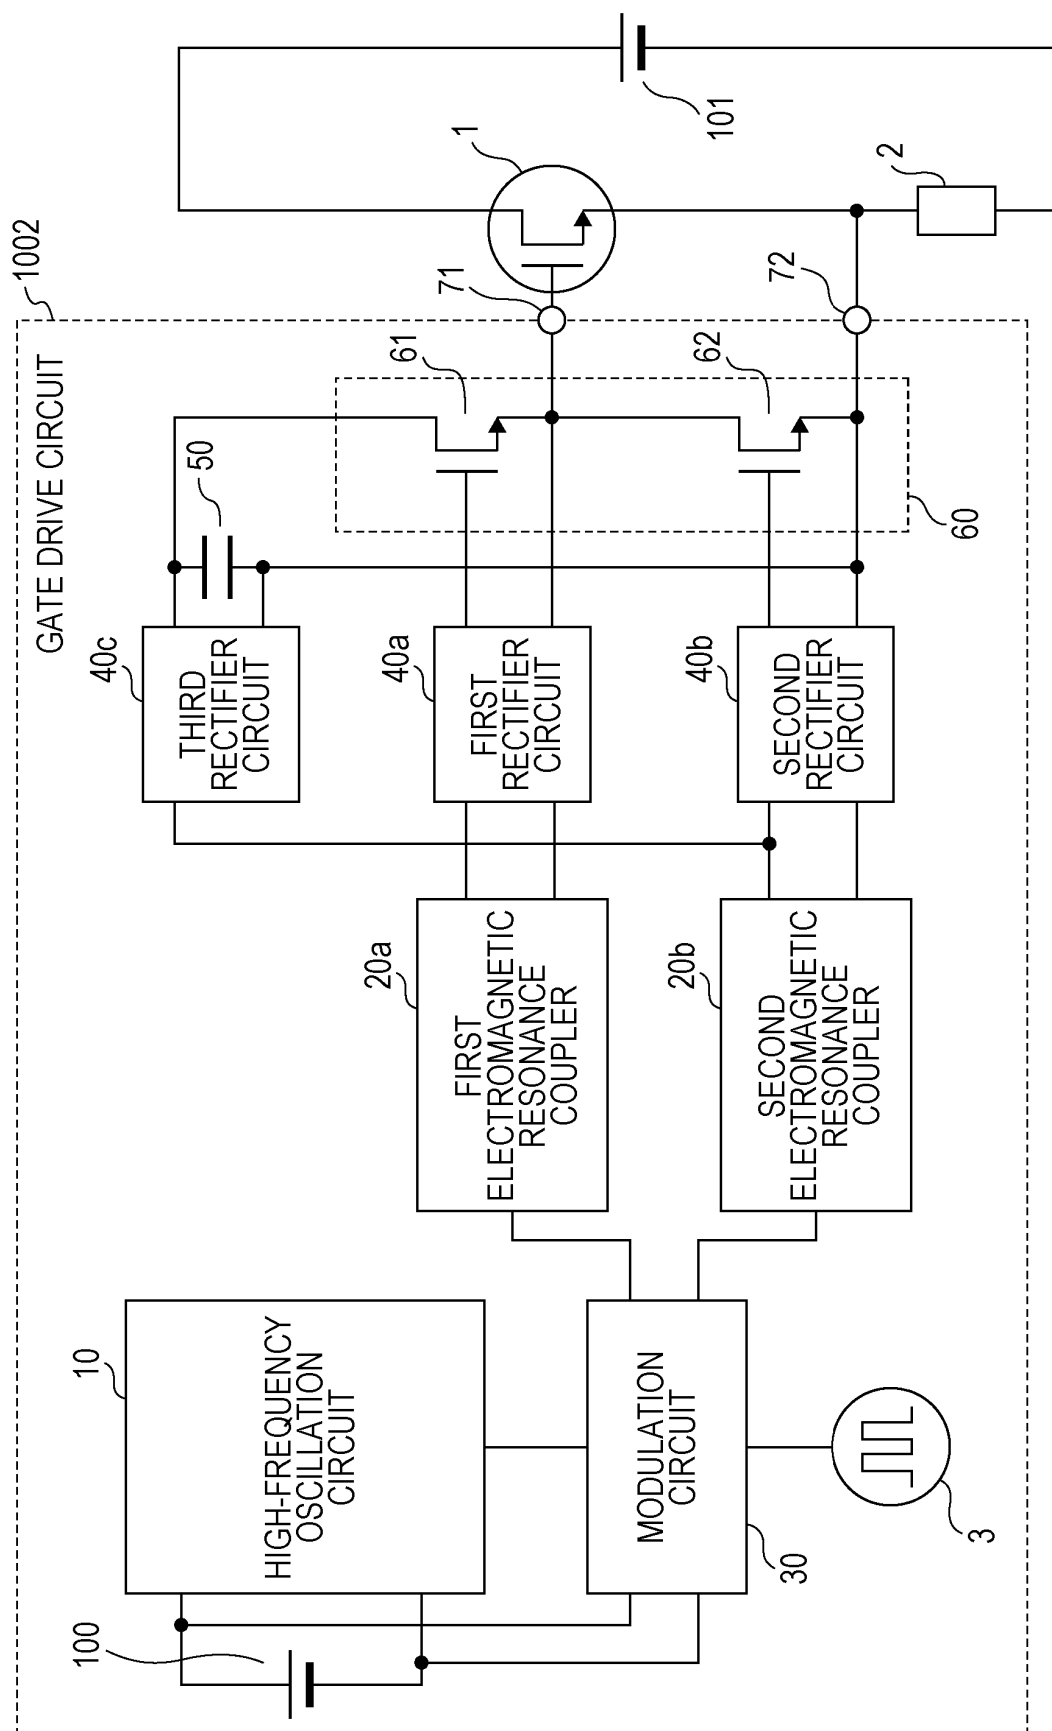 1002
GATE DRIVE CIRCUIT
101
1
2
71
72
61
62
50
60
40c
THIRD
RECTIFIER
CIRCUIT
40a
FIRST
RECTIFIER
CIRCUIT
40b
SECOND
RECTIFIER
CIRCUIT
20a
FIRST
ELECTROMAGNETIC
RESONANCE
COUPLER
20b
SECOND
ELECTROMAGNETIC
RESONANCE
COUPLER
10
HIGH-FREQUENCY
OSCILLATION
CIRCUIT
MODULATION
CIRCUIT
30
3
100